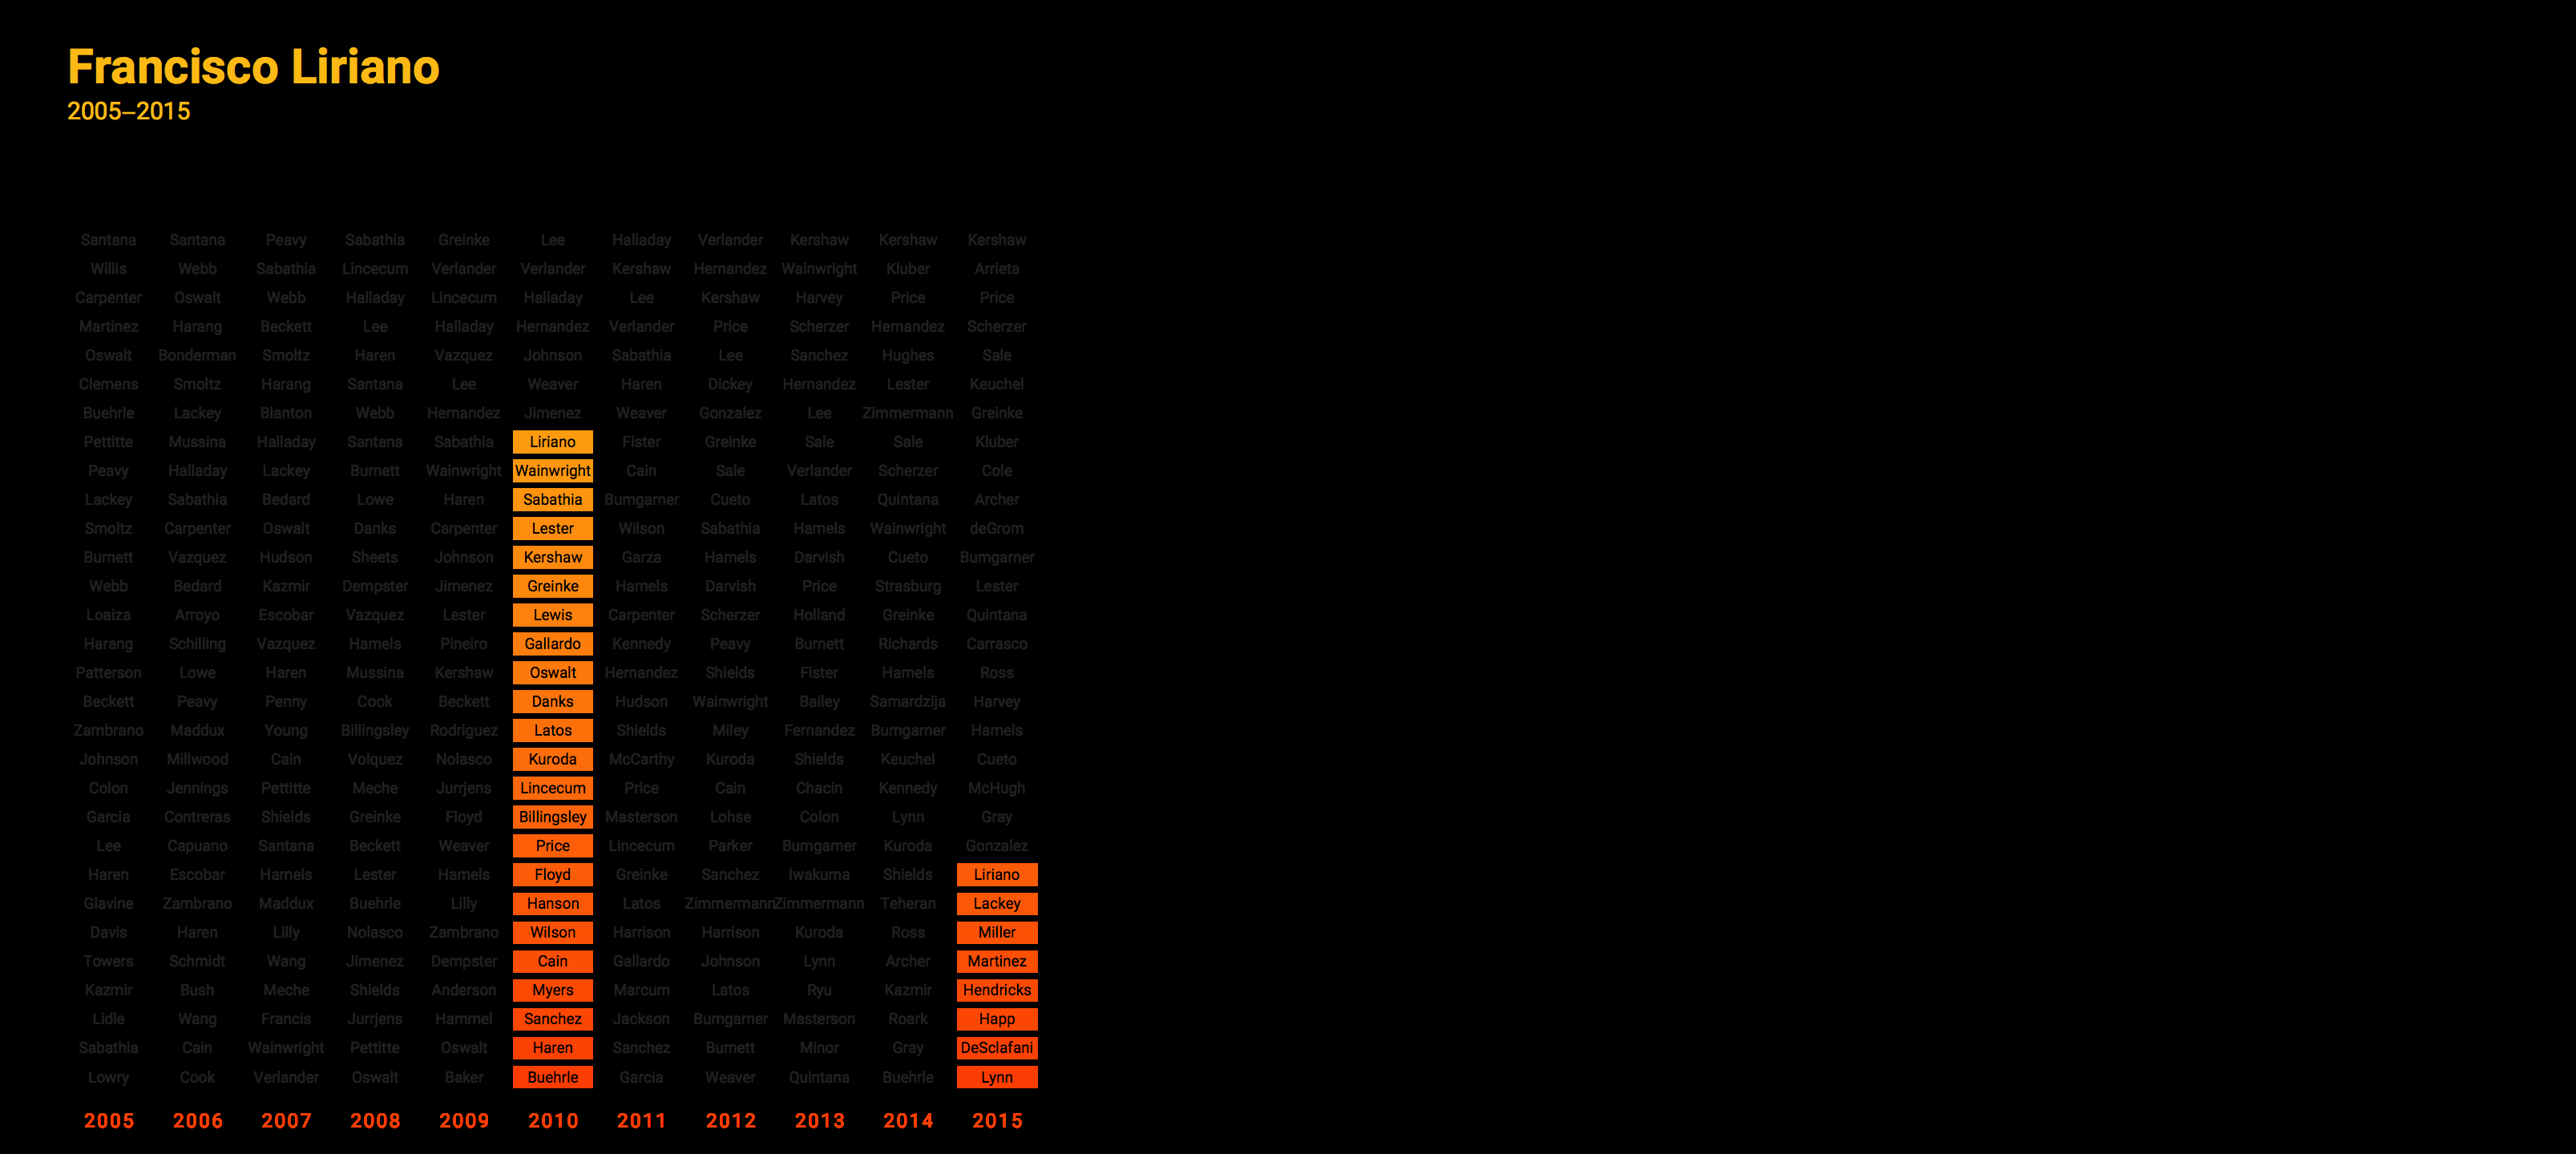 Francisco Liriano
2005–2015
Santana Santana Peavy Sabathia Greinke Lee Halladay Verlander Kershaw Kershaw Kershaw
Willis Webb Sabathia Lincecum Verlander Verlander Kershaw Hernandez Wainwright Kluber Arrieta
Carpenter Oswalt Webb Halladay Lincecum Halladay Lee Kershaw Harvey Price Price
Martinez Harang Beckett Lee Halladay Hernandez Verlander Price Scherzer Hernandez Scherzer
Oswalt Bonderman Smoltz Haren Vazquez Johnson Sabathia Lee Sanchez Hughes Sale
Clemens Smoltz Harang Santana Lee Weaver Haren Dickey Hernandez Lester Keuchel
Buehrle Lackey Blanton Webb Hernandez Jimenez Weaver Gonzalez Lee Zimmermann Greinke
Pettitte Mussina Halladay Santana Sabathia Liriano Fister Greinke Sale Sale Kluber
Peavy Halladay Lackey Burnett Wainwright Wainwright Cain Sale Verlander Scherzer Cole
Lackey Sabathia Bedard Lowe Haren Sabathia Bumgarner Cueto Latos Quintana Archer
Smoltz Carpenter Oswalt Danks Carpenter Lester Wilson Sabathia Hamels Wainwright deGrom
Burnett Vazquez Hudson Sheets Johnson Kershaw Garza Hamels Darvish Cueto Bumgarner
Webb Bedard Kazmir Dempster Jimenez Greinke Hamels Darvish Price Strasburg Lester
Loaiza Arroyo Escobar Vazquez Lester Lewis Carpenter Scherzer Holland Greinke Quintana
Harang Schilling Vazquez Hamels Pineiro Gallardo Kennedy Peavy Burnett Richards Carrasco
Patterson Lowe Haren Mussina Kershaw Oswalt Hernandez Shields Fister Hamels Ross
Beckett Peavy Penny Cook Beckett Danks Hudson Wainwright Bailey Samardzija Harvey
Zambrano Maddux Young Billingsley Rodriguez Latos Shields Miley Fernandez Bumgarner Hamels
Johnson Millwood Cain Volquez Nolasco Kuroda McCarthy Kuroda Shields Keuchel Cueto
Colon Jennings Pettitte Meche Jurrjens Lincecum Price Cain Chacin Kennedy McHugh
Garcia Contreras Shields Greinke Floyd Billingsley Masterson Lohse Colon Lynn Gray
Lee Capuano Santana Beckett Weaver Price Lincecum Parker Bumgarner Kuroda Gonzalez
Haren Escobar Hamels Lester Hamels Floyd Greinke Sanchez Iwakuma Shields Liriano
Glavine Zambrano Maddux Buehrle Lilly Hanson Latos Zimmermann Zimmermann Teheran Lackey
Davis Haren Lilly Nolasco Zambrano Wilson Harrison Harrison Kuroda Ross Miller
Towers Schmidt Wang Jimenez Dempster Cain Gallardo Johnson Lynn Archer Martinez
Kazmir Bush Meche Shields Anderson Myers Marcum Latos Ryu Kazmir Hendricks
Lidle Wang Francis Jurrjens Hammel Sanchez Jackson Bumgarner Masterson Roark Happ
Sabathia Cain Wainwright Pettitte Oswalt Haren Sanchez Burnett Minor Gray DeSclafani
Lowry Cook Verlander Oswalt Baker Buehrle Garcia Weaver Quintana Buehrle Lynn
2005 2006 2007 2008 2009 2010 2011 2012 2013 2014 2015